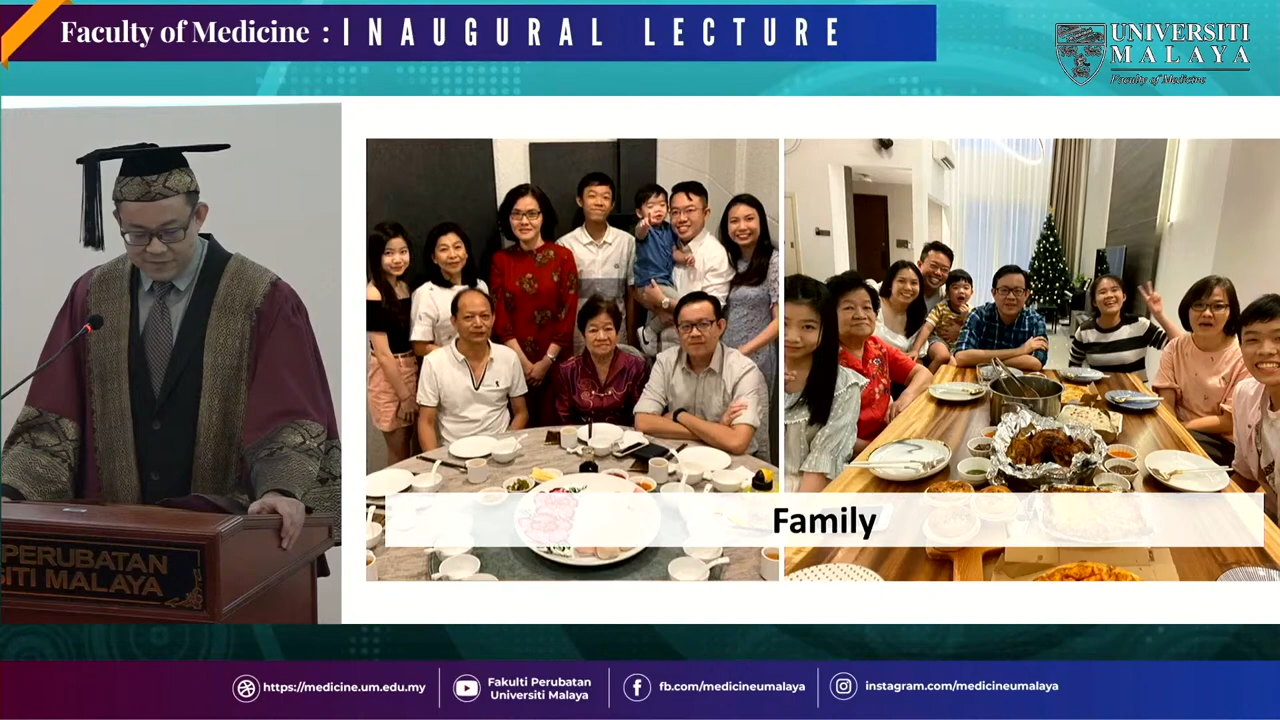 Faculty of Medicine : INAUGURAL LECTURE
UNIVERSITI
MALAYA
Faculty of Medicine
Family
PERUBATAN
SITI MALAYA
https://medicine.um.edu.my
Fakulti Perubatan
Universiti Malaya
fb.com/medicineumalaya
instagram.com/medicineumalaya